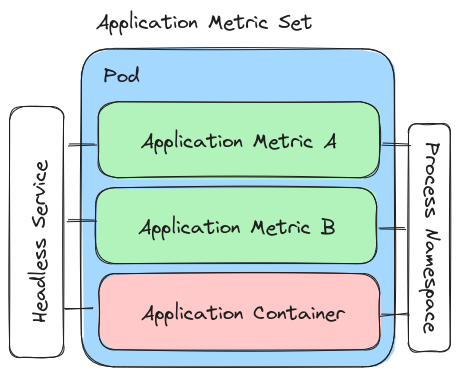 Application Metric Set
Pod
Application Metric A
Application Metric B
Application Container
Headless Service
Process Namespace